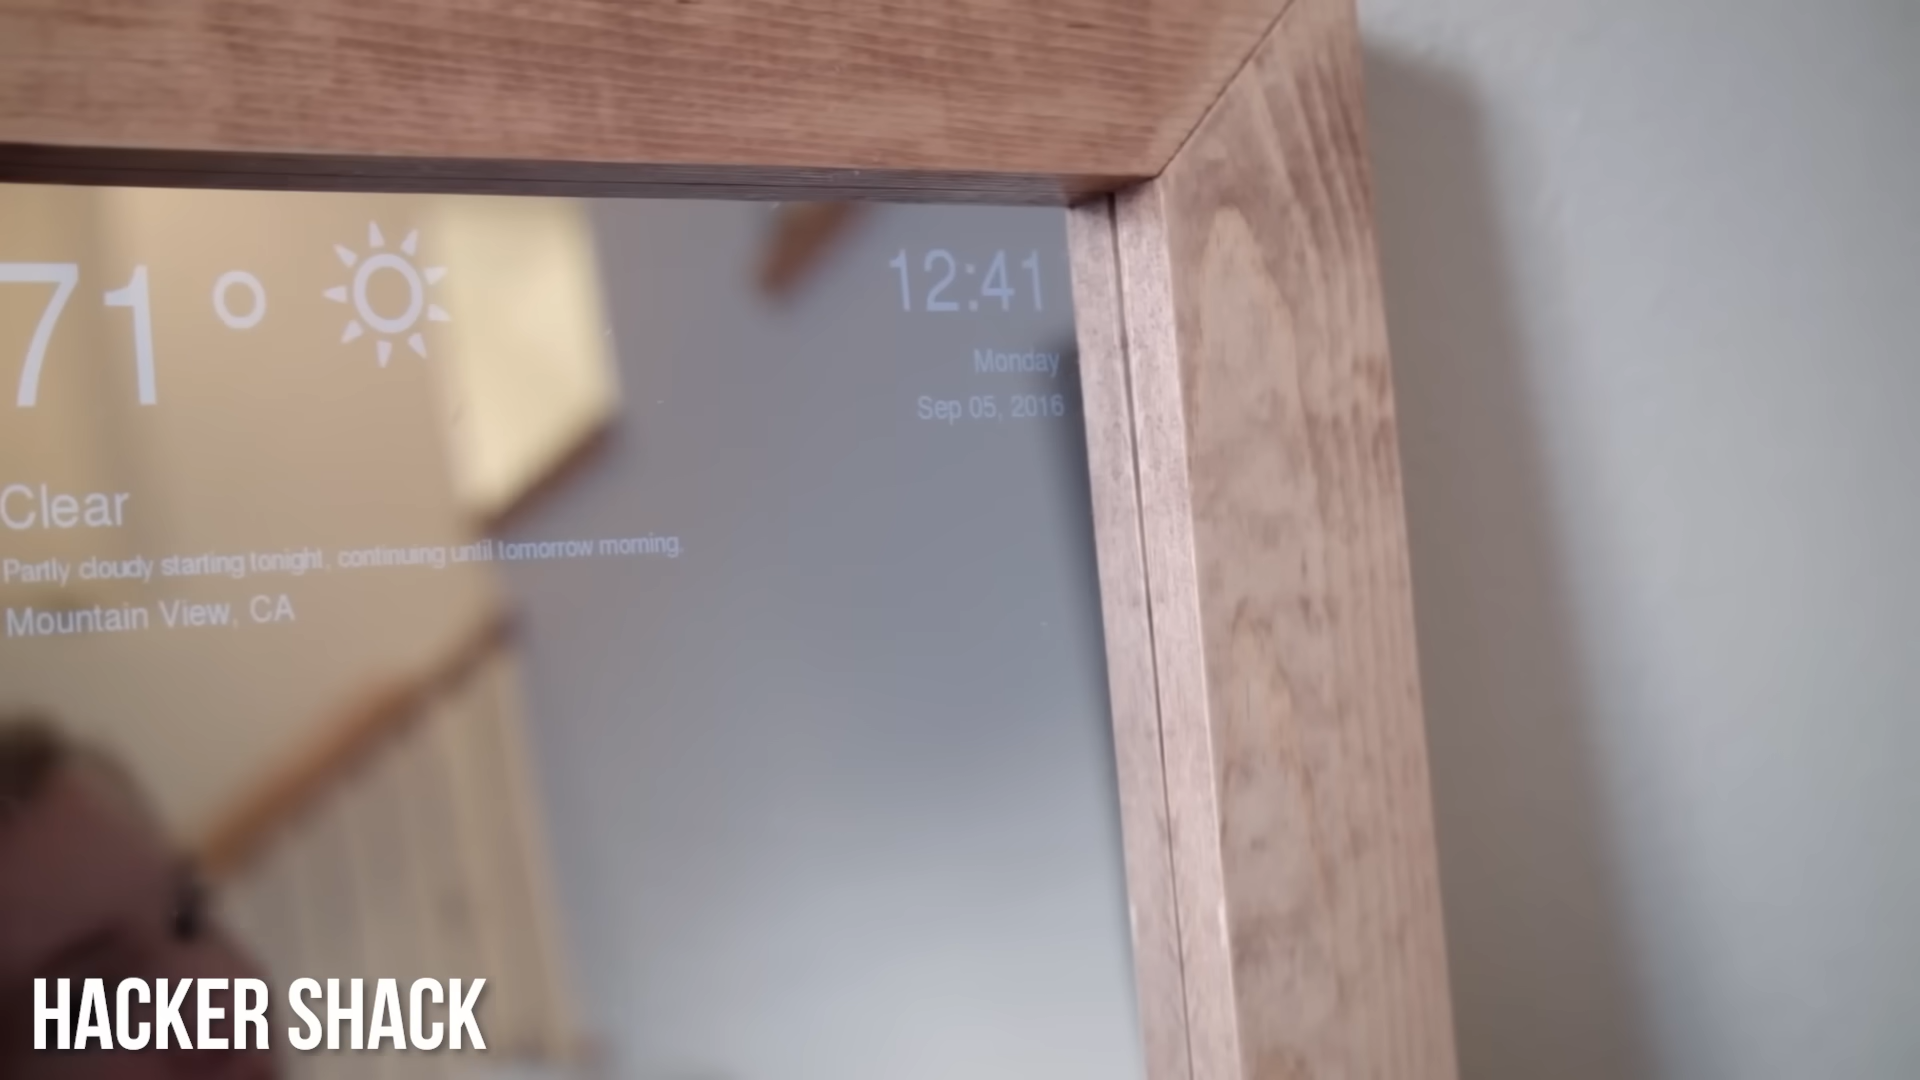 71°
12:41
Monday
Sep 05, 2016
Clear
Partly cloudy starting tonight, continuing until tomorrow morning.
Mountain View, CA
HACKER SHACK